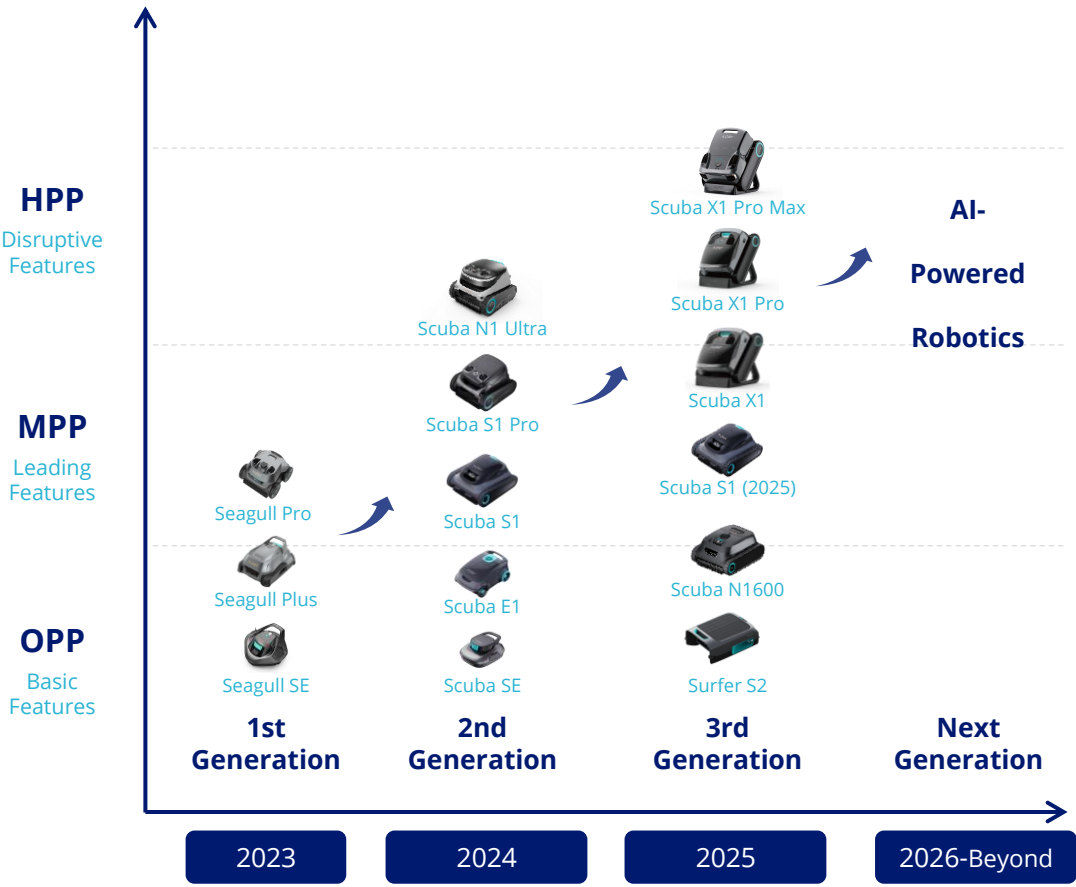 HPP
Disruptive
Features
MPP
Leading
Features
OPP
Basic
Features
Seagull Pro
Seagull Plus
Seagull SE
1st
Generation
Scuba N1 Ultra
Scuba S1 Pro
Scuba S1
Scuba E1
Scuba SE
2nd
Generation
Scuba X1 Pro Max
Scuba X1 Pro
Scuba X1
Scuba S1 (2025)
Scuba N1600
Surfer S2
3rd
Generation
AI-
Powered
Robotics
Next
Generation
2023
2024
2025
2026-Beyond